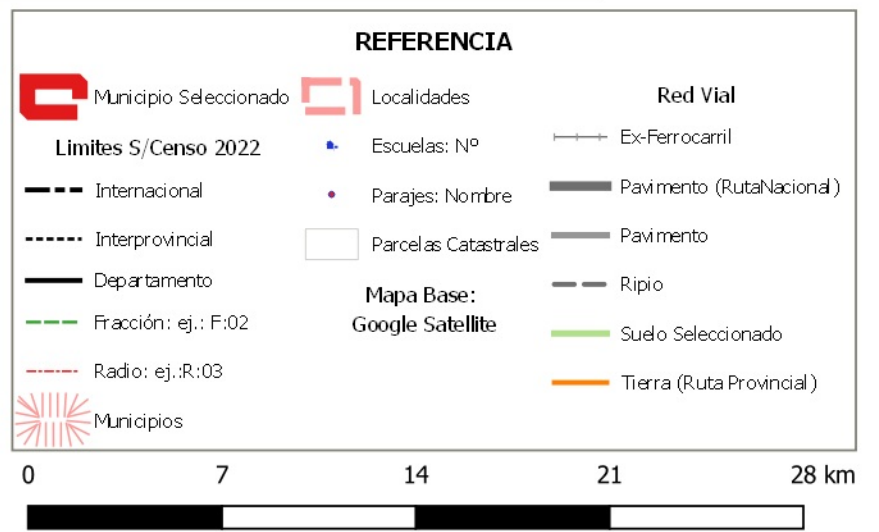 REFERENCIA
Municipio Seleccionado
Limites S/Censo 2022
Internacional
Interprovincial
Departamento
Fracción: ej.: F:02
Radio: ej.:R:03
Municipios
Localidades
Escuelas: Nº
Parajes: Nombre
Parcelas Catastrales
Mapa Base:
Google Satellite
Red Vial
Ex-Ferrocarril
Pavimento (RutaNacional)
Pavimento
Ripio
Suelo Seleccionado
Tierra (Ruta Provincial)
0 7 14 21 28 km